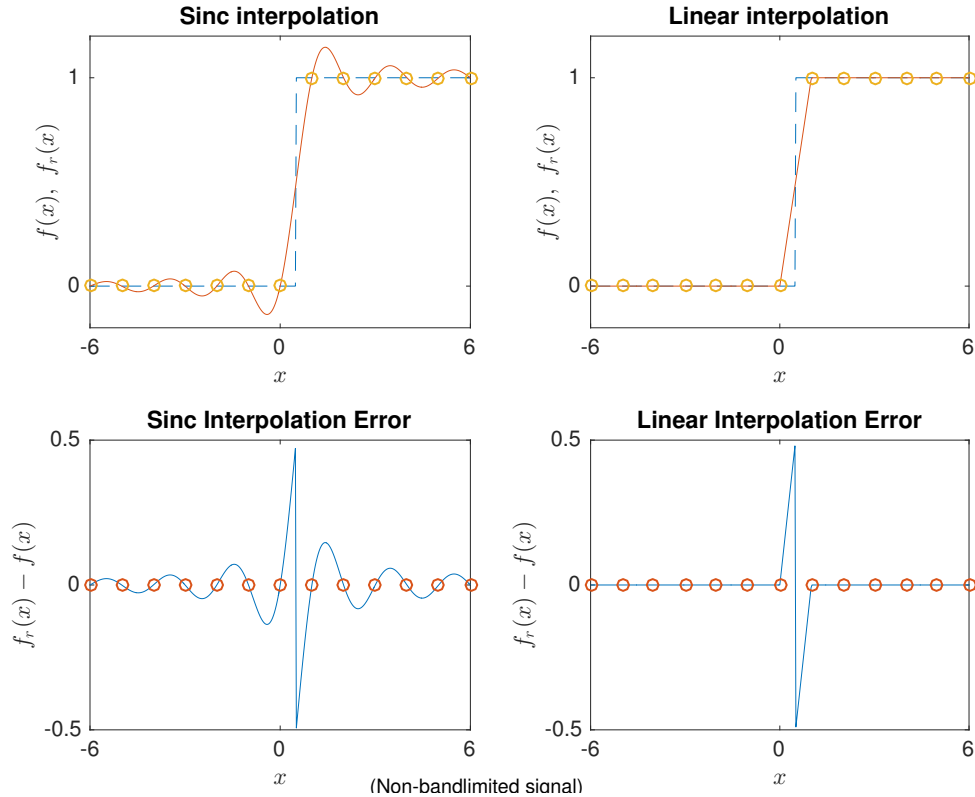 Sinc interpolation
f(x), f_r(x)
1
0
-6 0 6
x
Linear interpolation
f(x), f_r(x)
1
0
-6 0 6
x
Sinc Interpolation Error
f_r(x) − f(x)
0.5
0
-0.5
-6 0 6
x
Linear Interpolation Error
f_r(x) − f(x)
0.5
0
-0.5
-6 0 6
x
(Non-bandlimited signal)